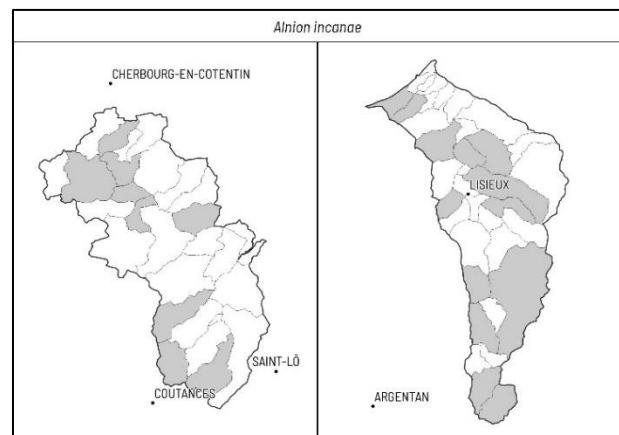 Alnion incanae
CHERBOURG-EN-COTENTIN
SAINT-LÔ
COUTANCES
LISIEUX
ARGENTAN